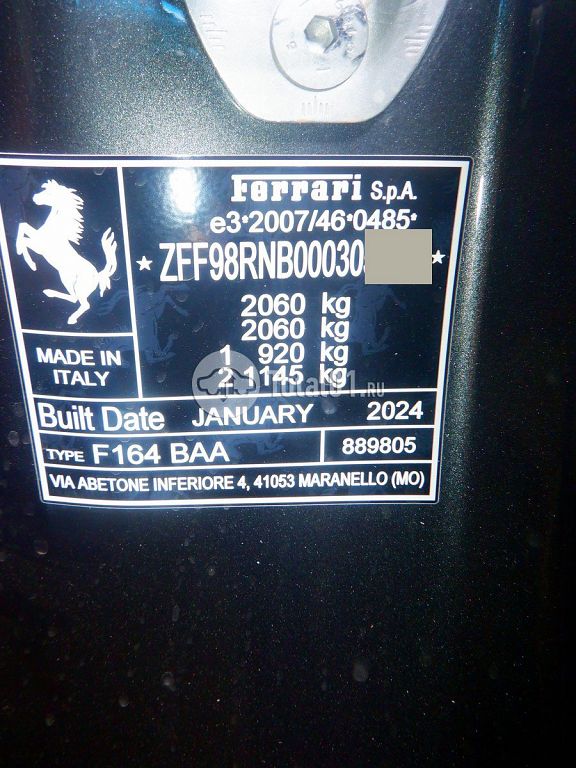 Ferrari S.p.A.
e3*2007/46*0485*
*ZFF98RNB00030 *
2060 kg
2060 kg
1 920 kg
2 1145 kg
MADE IN
ITALY
Built Date JANUARY 2024
TYPE F164 BAA 889805
VIA ABETONE INFERIORE 4, 41053 MARANELLO (MO)